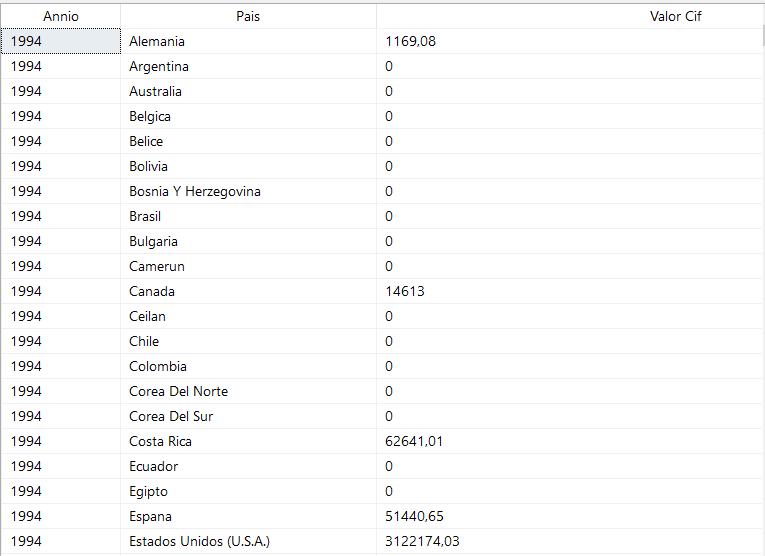 Annio Pais Valor Cif
1994 Alemania 1169,08
1994 Argentina 0
1994 Australia 0
1994 Belgica 0
1994 Belice 0
1994 Bolivia 0
1994 Bosnia Y Herzegovina 0
1994 Brasil 0
1994 Bulgaria 0
1994 Camerun 0
1994 Canada 14613
1994 Ceilan 0
1994 Chile 0
1994 Colombia 0
1994 Corea Del Norte 0
1994 Corea Del Sur 0
1994 Costa Rica 62641,01
1994 Ecuador 0
1994 Egipto 0
1994 Espana 51440,65
1994 Estados Unidos (U.S.A.) 3122174,03